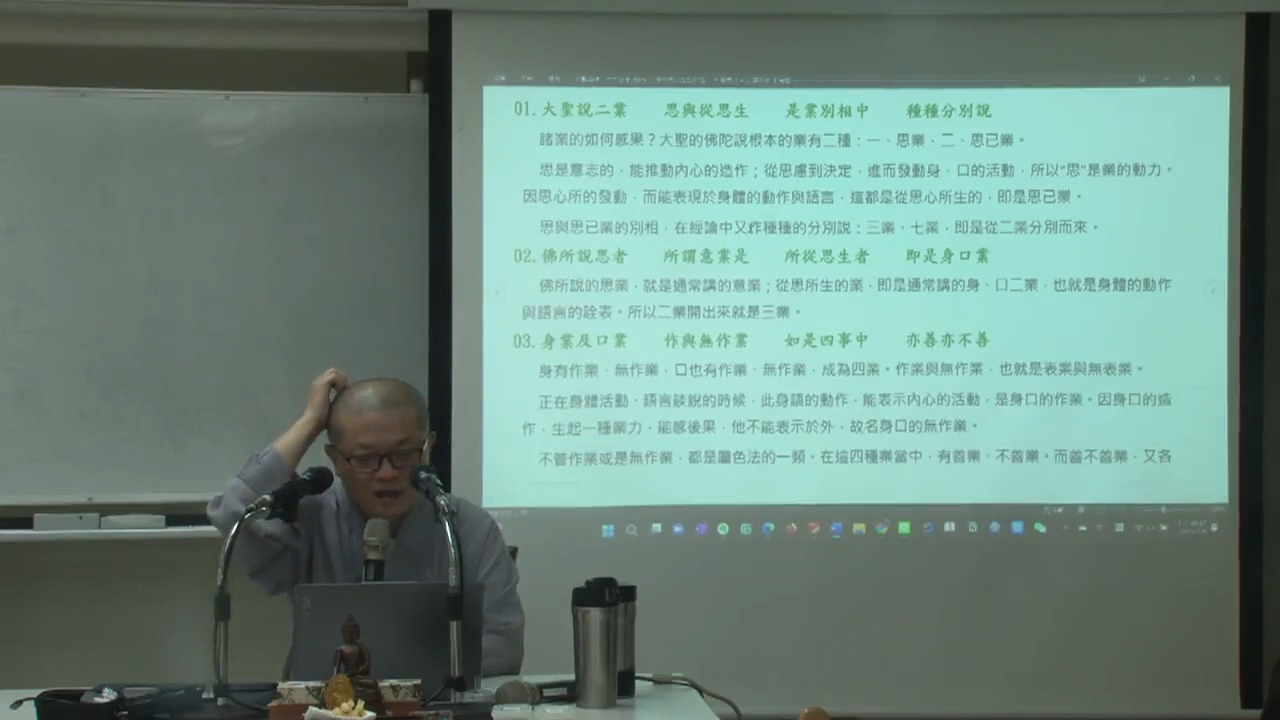 01. 大聖說二業　思與從思生　是業別相中　種種分別說
諸業的如何感果？大聖的佛陀說根本的業有二種：一、思業，二、思已業。
思是意志的，能推動內心的造作；從思慮到決定，進而發動身、口的活動，所以“思”是業的動力。
因思心所的發動，而能表現於身體的動作與語言，這都是從思心所生的，即是思已業。
思與思已業的別相，在經論中又作種種的分別說：三業、七業，即是從二業分別而來。
02. 佛所說思者　所謂意業是　所從思生者　即是身口業
佛所說的思業，就是通常講的意業；從思所生的業，即是通常講的身、口二業，也就是身體的動作
與語言的詮表。所以二業開出來就是三業。
03. 身業及口業　作與無作業　如是四事中　亦善亦不善
身有作業、無作業，口也有作業、無作業，成為四業。作業與無作業，也就是表業與無表業。
正在身體活動、語言談說的時候，此身語的動作，能表示內心的活動，是身口的作業。因身口的造
作，生起一種業力，能感後果，他不能表示於外，故名身口的無作業。
不管作業或是無作業，都是屬色法的一類。在這四種業當中，有善業、不善業。而善不善業，又各